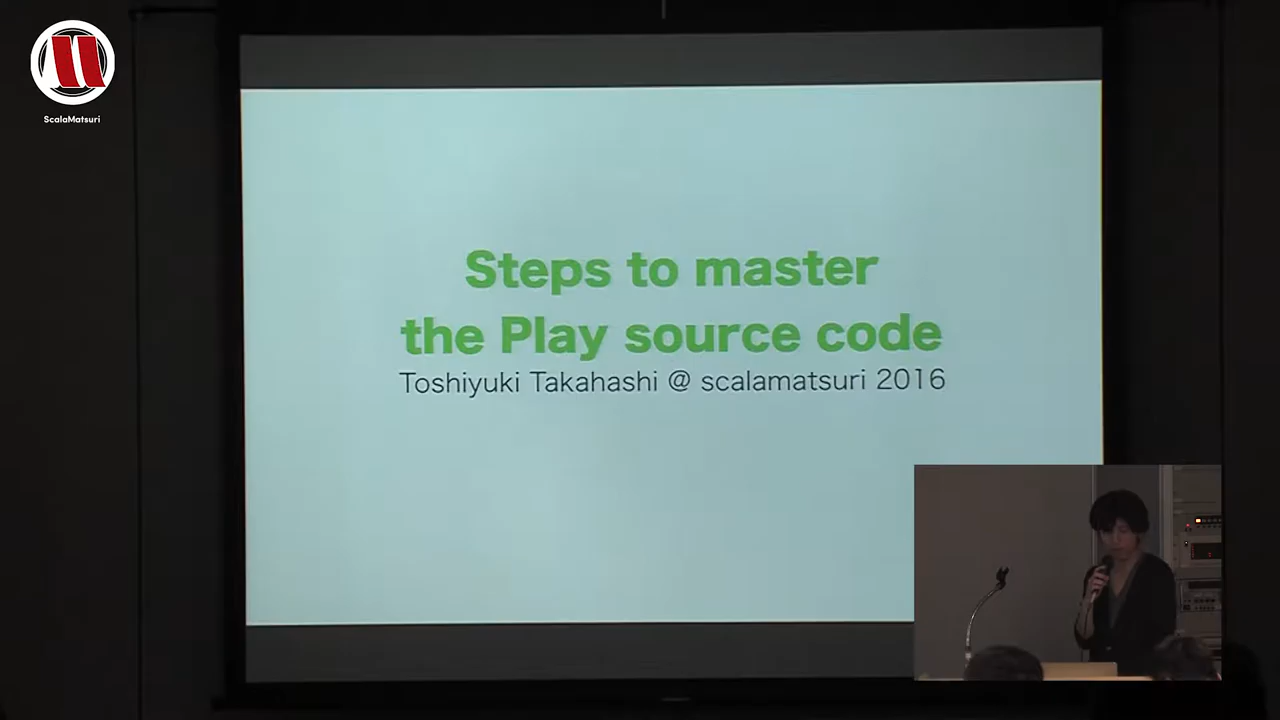 ScalaMatsuri
Steps to master
the Play source code
Toshiyuki Takahashi @ scalamatsuri 2016